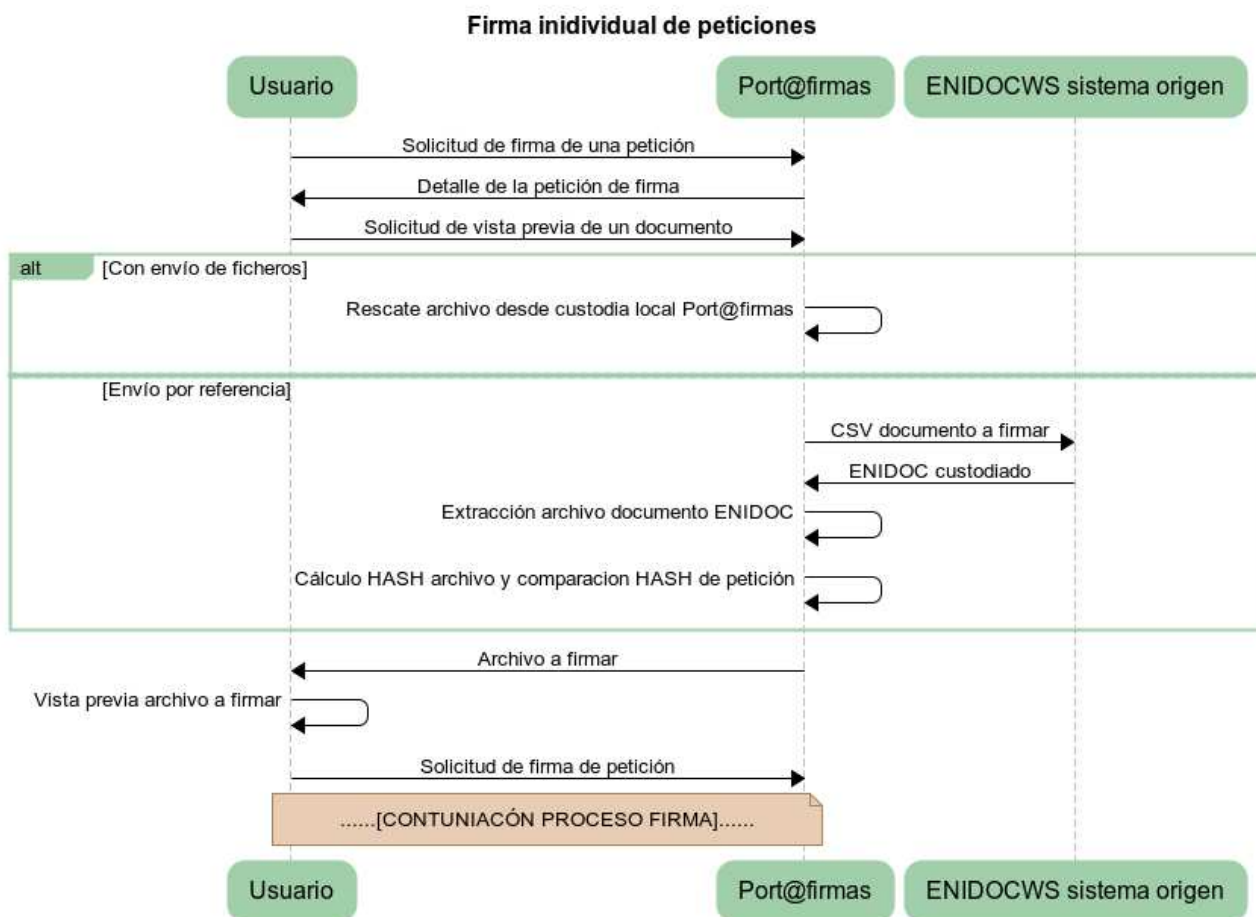 Firma inidividual de peticiones
Usuario
Port@firmas
ENIDOCWS sistema origen
Solicitud de firma de una petición
Detalle de la petición de firma
Solicitud de vista previa de un documento
alt
[Con envío de ficheros]
Rescate archivo desde custodia local Port@firmas
[Envío por referencia]
CSV documento a firmar
ENIDOC custodiado
Extracción archivo documento ENIDOC
Cálculo HASH archivo y comparacion HASH de petición
Archivo a firmar
Vista previa archivo a firmar
Solicitud de firma de petición
......[CONTUNIACÓN PROCESO FIRMA]......
Usuario
Port@firmas
ENIDOCWS sistema origen